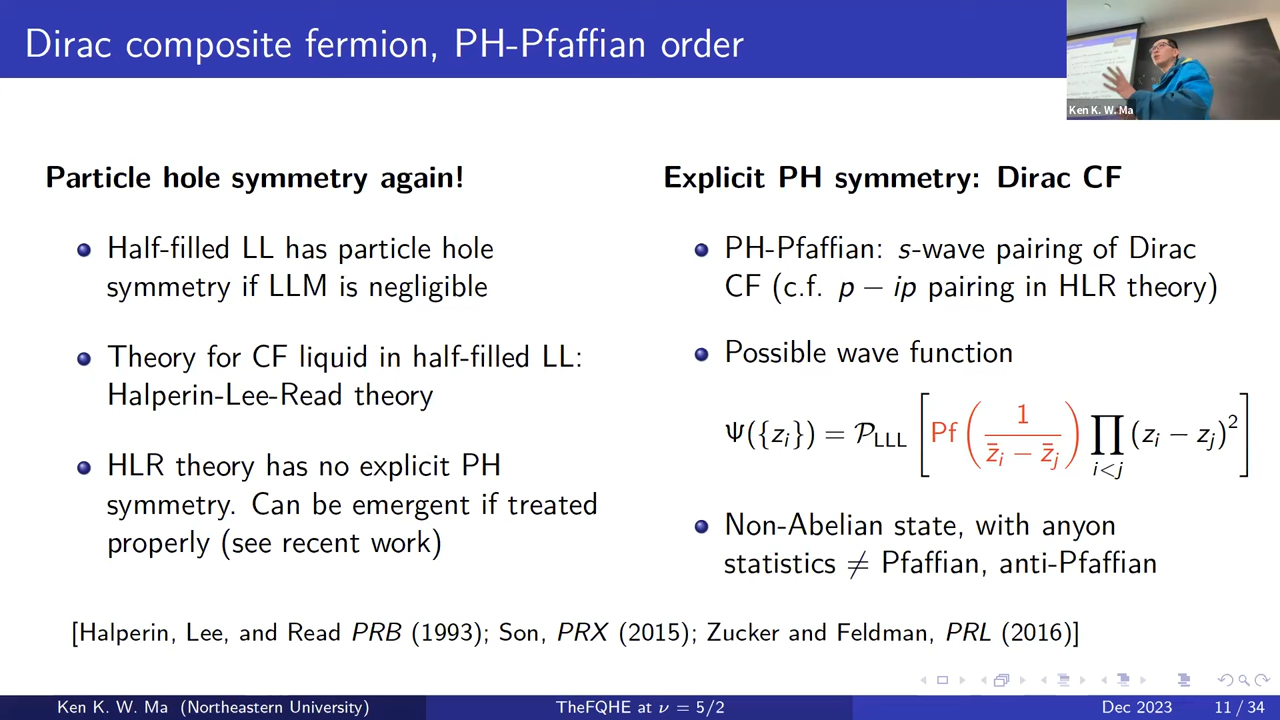 Dirac composite fermion, PH-Pfaffian order
Ken K. W. Ma
Particle hole symmetry again!
Half-filled LL has particle hole
symmetry if LLM is negligible
Theory for CF liquid in half-filled LL:
Halperin-Lee-Read theory
HLR theory has no explicit PH
symmetry. Can be emergent if treated
properly (see recent work)
Explicit PH symmetry: Dirac CF
PH-Pfaffian: s-wave pairing of Dirac
CF (c.f. p − ip pairing in HLR theory)
Possible wave function
Ψ({z_i}) = 𝒫_LLL [ Pf ( 1 / (z̄_i − z̄_j) ) ∏_{i<j} (z_i − z_j)^2 ]
Non-Abelian state, with anyon
statistics ≠ Pfaffian, anti-Pfaffian
[Halperin, Lee, and Read PRB (1993); Son, PRX (2015); Zucker and Feldman, PRL (2016)]
Ken K. W. Ma (Northeastern University) TheFQHE at ν = 5/2 Dec 2023 11 / 34